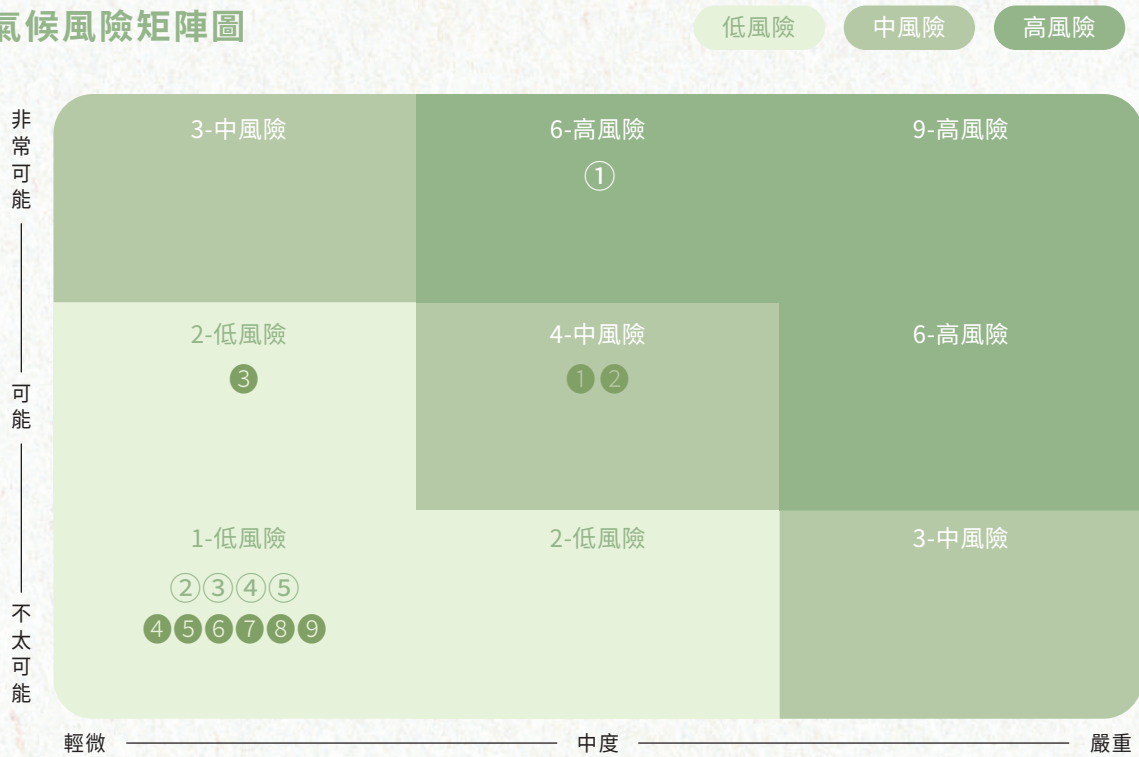 氣候風險矩陣圖
低風險 中風險 高風險
非常可能
可能
不太可能
3-中風險 6-高風險 9-高風險
①
2-低風險 4-中風險 6-高風險
❸ ❶❷
1-低風險 2-低風險 3-中風險
②③④⑤
❹❺❻❼❽❾
輕微 中度 嚴重